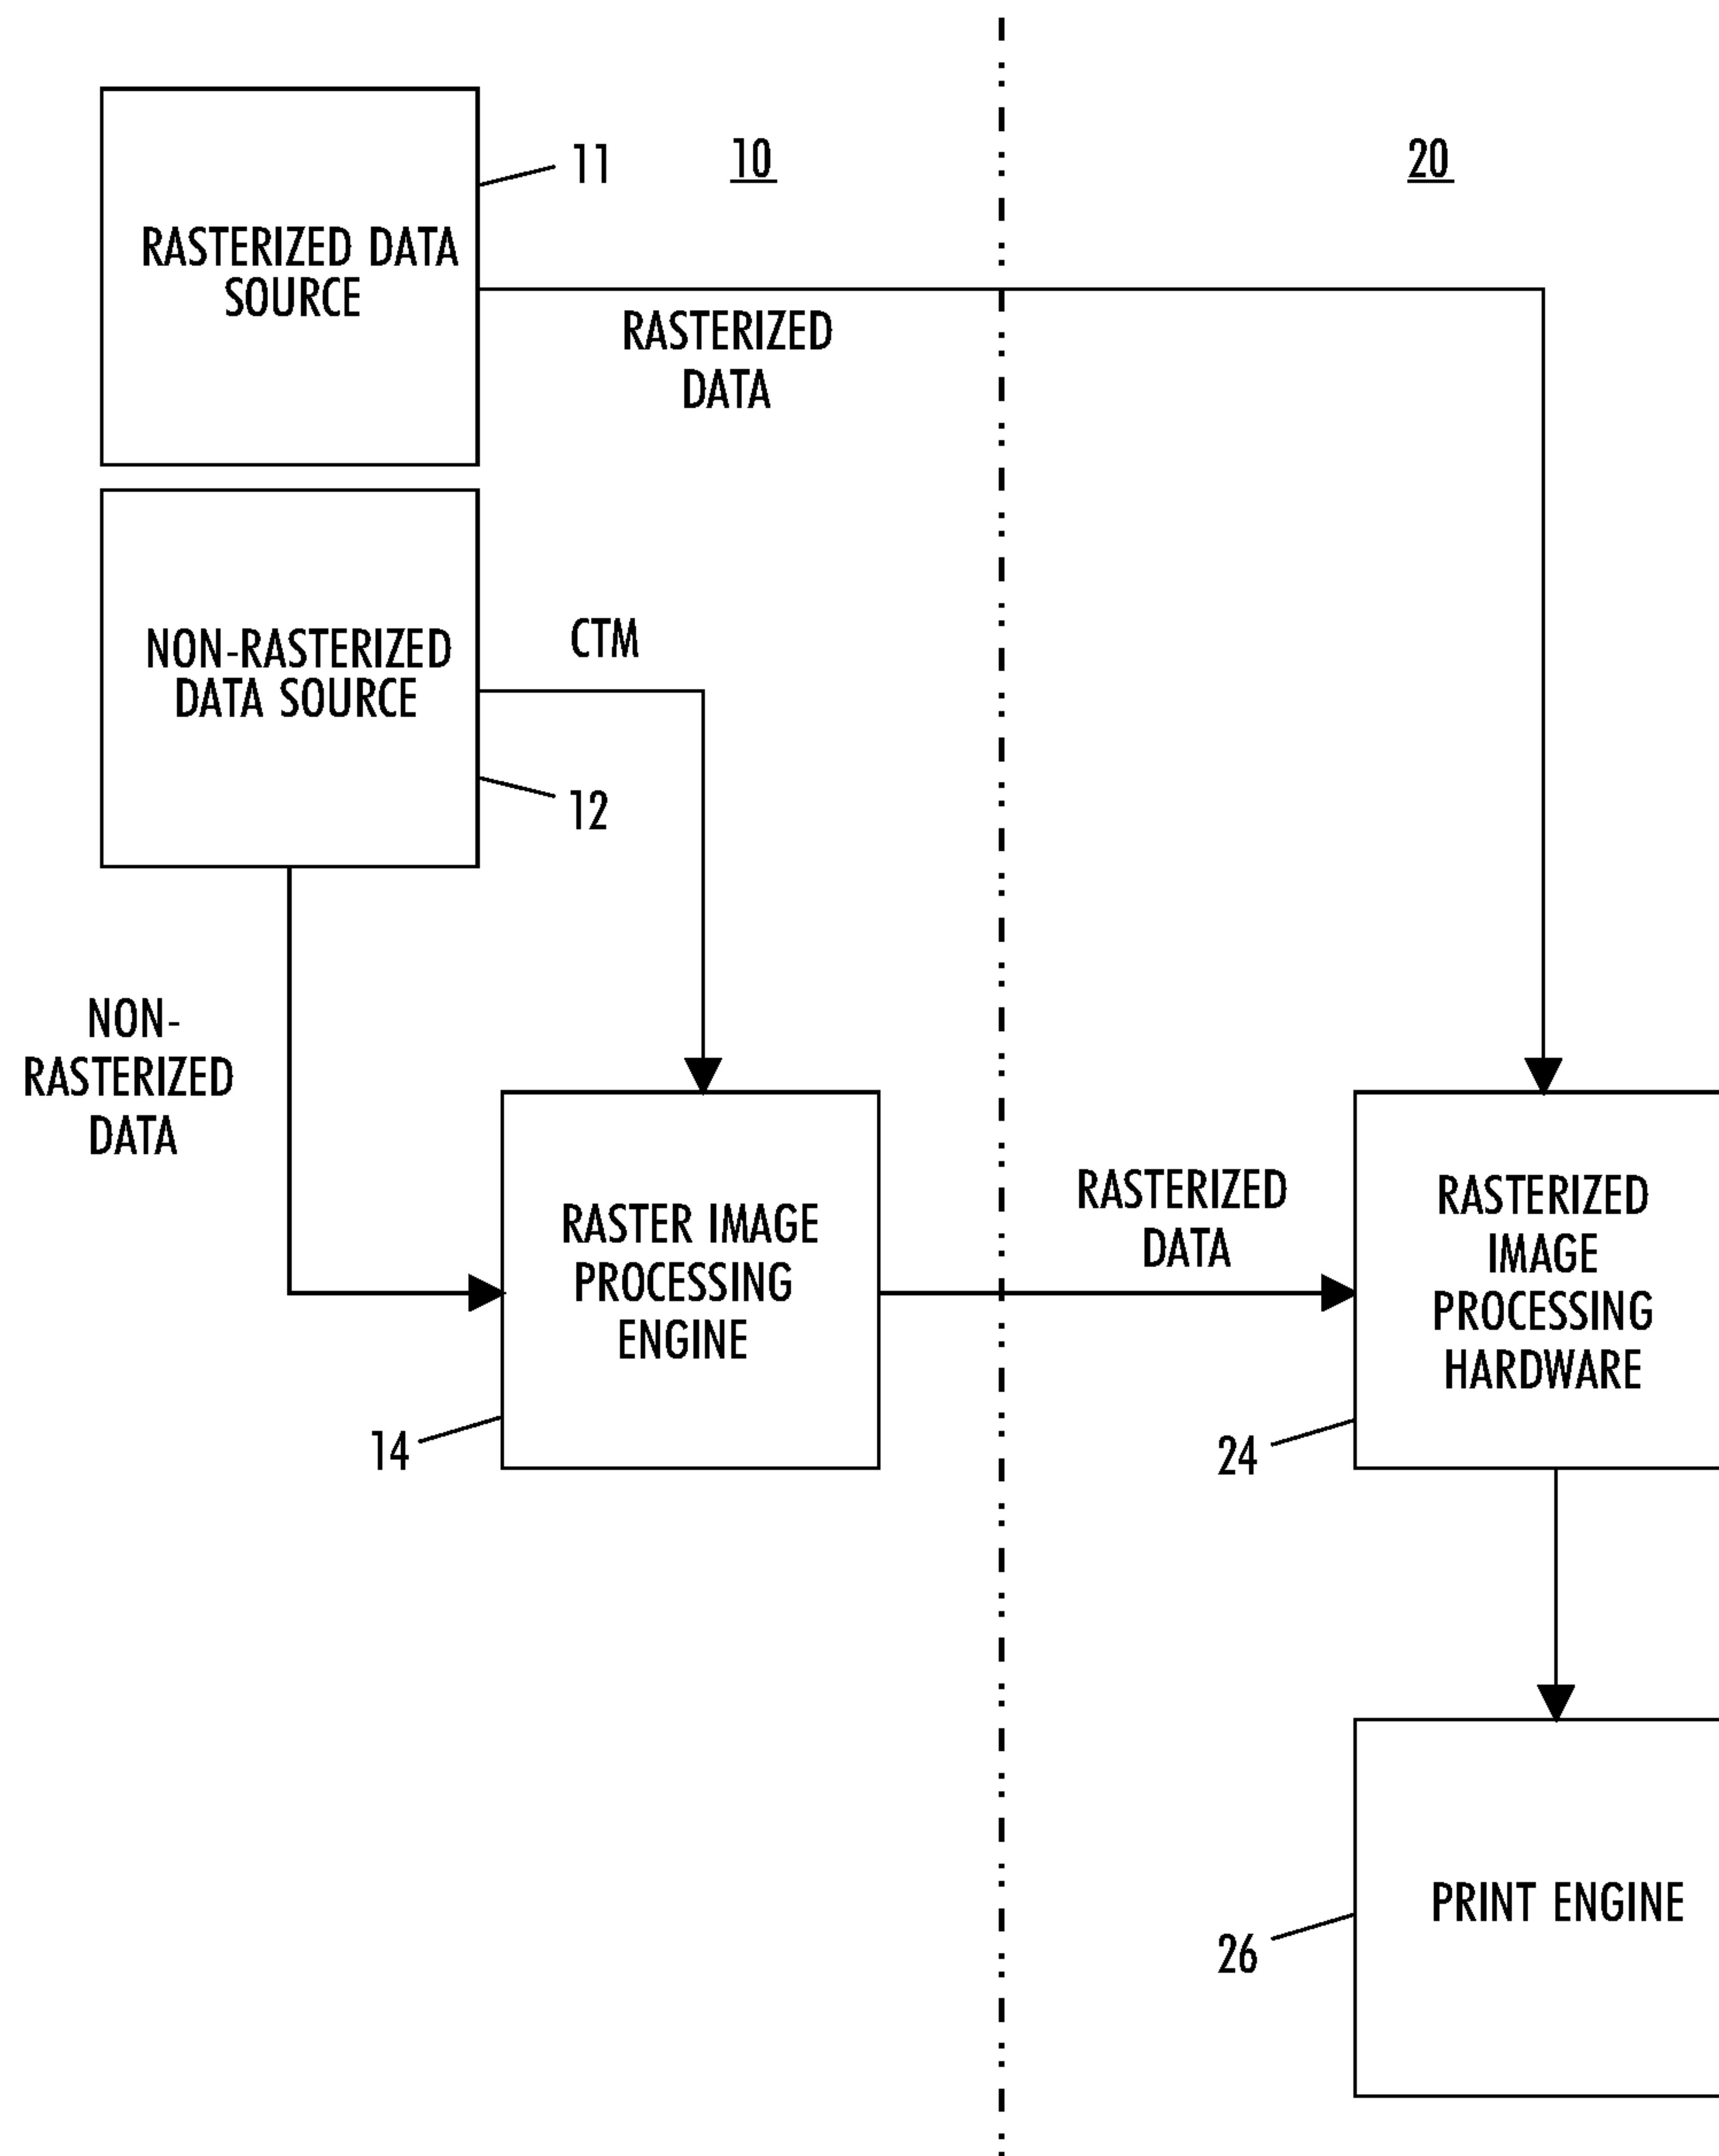 11
10
20
RASTERIZED DATA
SOURCE
RASTERIZED
DATA
NON-RASTERIZED
DATA SOURCE
CTM
12
NON-
RASTERIZED
DATA
RASTER IMAGE
PROCESSING
ENGINE
14
RASTERIZED
DATA
RASTERIZED
IMAGE
PROCESSING
HARDWARE
24
PRINT ENGINE
26